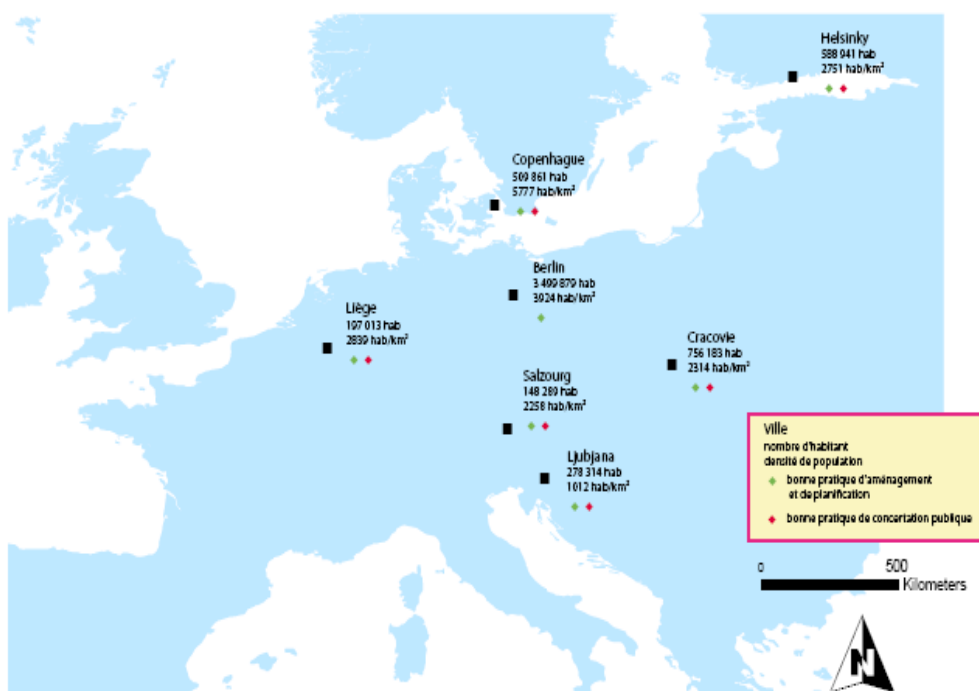 Helsinky
588 941 hab
2751 hab/km²
Copenhague
509 861 hab
5777 hab/km²
Berlin
3 499 879 hab
3924 hab/km²
Liège
197 013 hab
2839 hab/km²
Cracovie
756 183 hab
2314 hab/km²
Salzourg
148 289 hab
2258 hab/km²
Ljubjana
278 314 hab
1012 hab/km²
Ville
nombre d'habitant
densité de population
bonne pratique d'aménagement
et de planification
bonne pratique de concertation publique
0 500
Kilometers
N